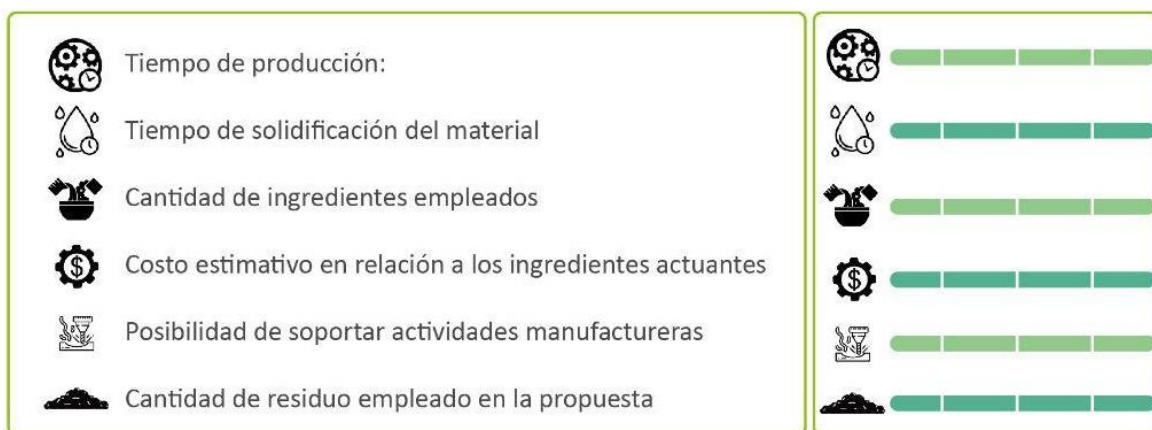 Tiempo de producción:
Tiempo de solidificación del material
Cantidad de ingredientes empleados
Costo estimativo en relación a los ingredientes actuantes
Posibilidad de soportar actividades manufactureras
Cantidad de residuo empleado en la propuesta